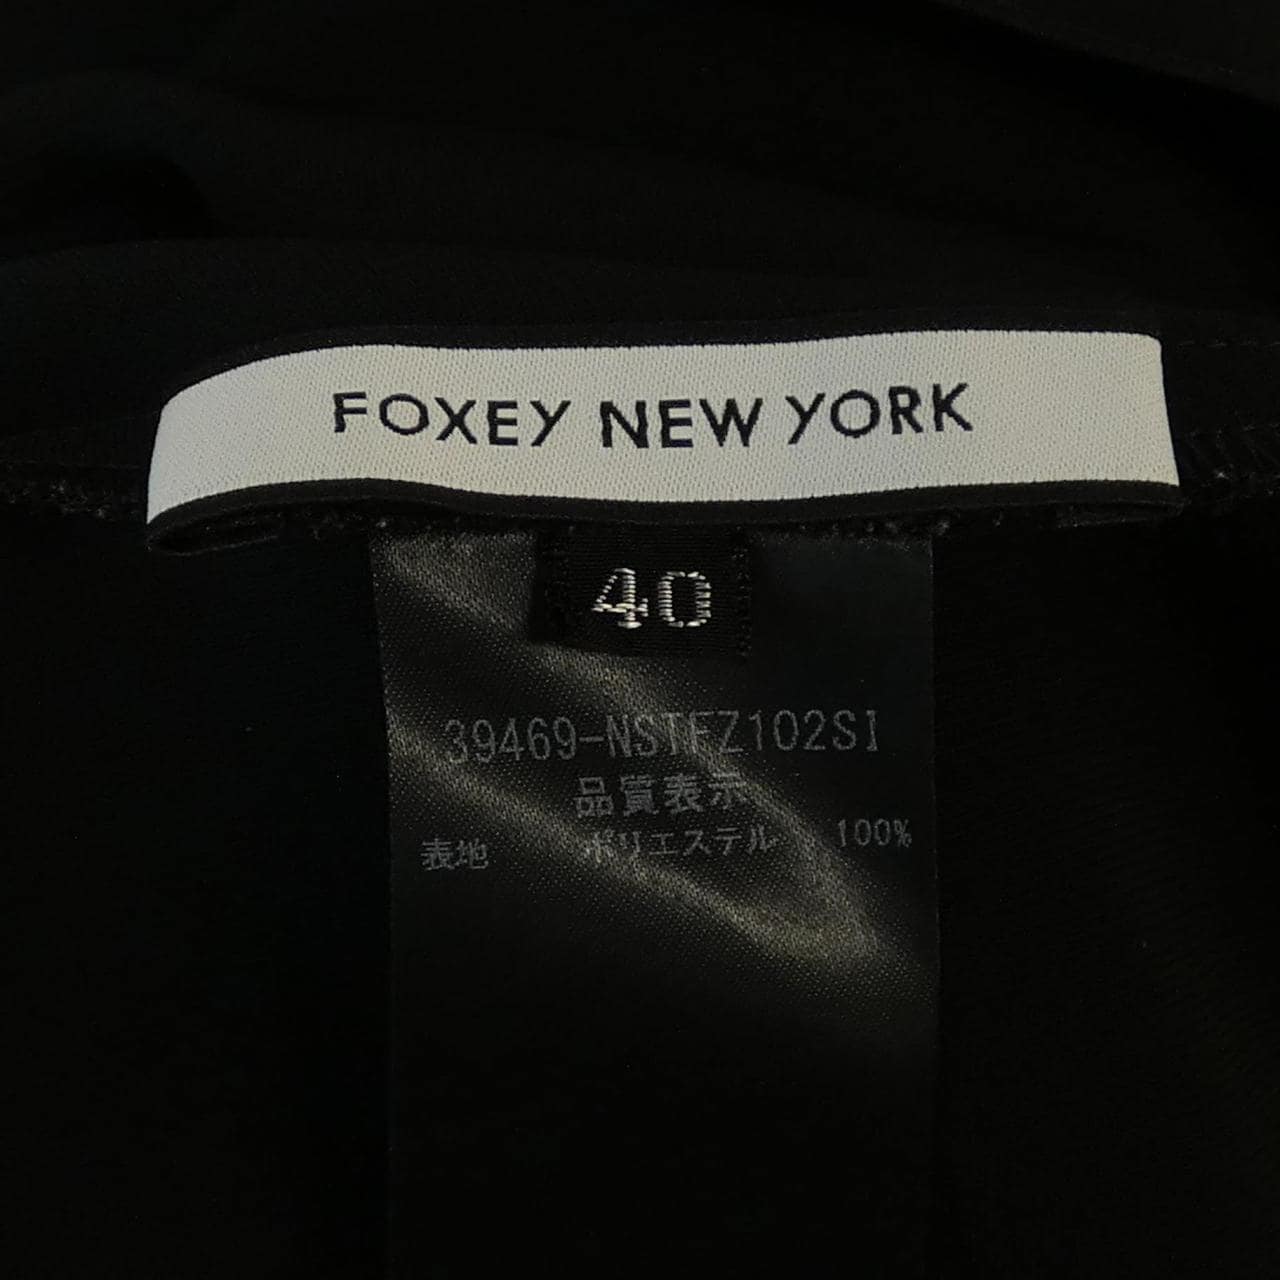 FOXEY NEW YORK
40
39469-NSTFZ102SI
品質表示
表地 ポリエステル 100%